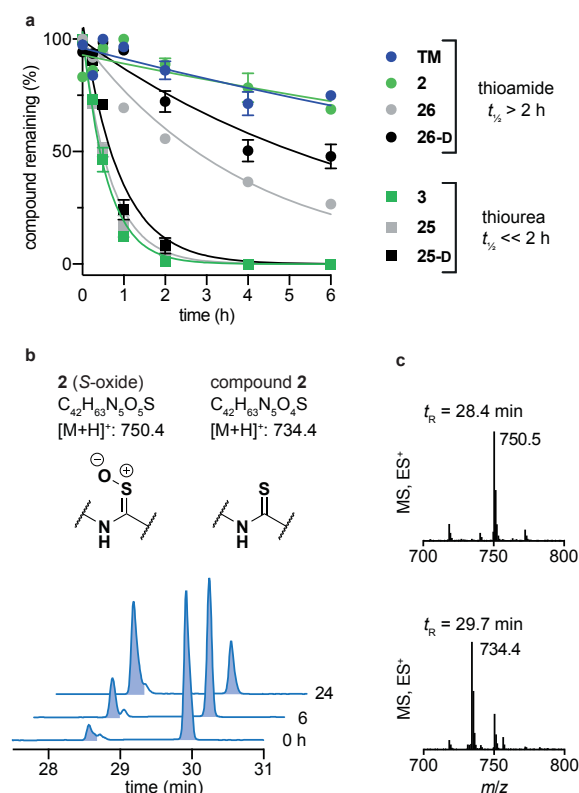 a
compound remaining (%)
100
50
0
0 1 2 3 4 5 6
time (h)
TM
2
26
26-D
thioamide
t½ > 2 h
3
25
25-D
thiourea
t½ << 2 h
b
2 (S-oxide)
C₄₂H₆₃N₅O₅S
[M+H]⁺: 750.4
compound 2
C₄₂H₆₃N₅O₄S
[M+H]⁺: 734.4
⊖
O
⊕
S
N
H
S
N
H
24
6
0 h
28 29 30 31
time (min)
c
tR = 28.4 min
MS, ES⁺
750.5
700 750 800
tR = 29.7 min
MS, ES⁺
734.4
700 750 800
m/z